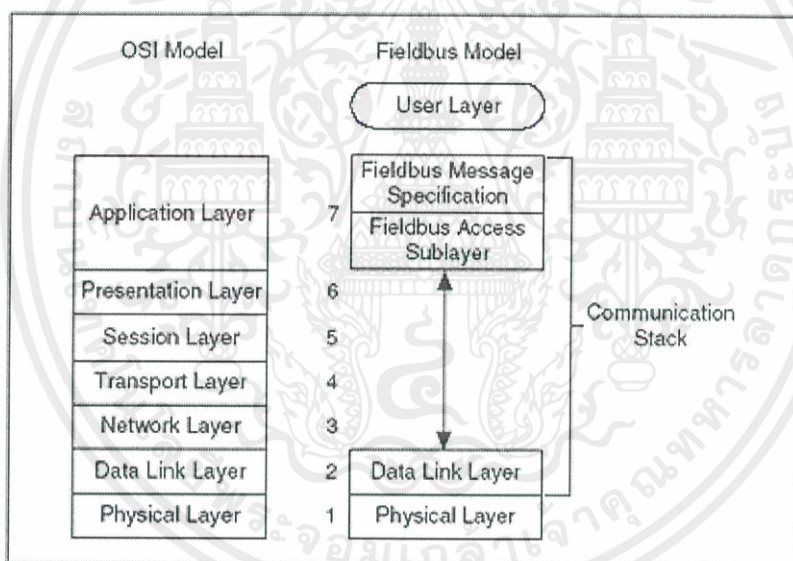 OSI Model
Fieldbus Model
User Layer
Application Layer
7
Fieldbus Message
Specification
Fieldbus Access
Sublayer
Presentation Layer
6
Session Layer
5
Communication
Stack
Transport Layer
4
Network Layer
3
Data Link Layer
2
Data Link Layer
Physical Layer
1
Physical Layer